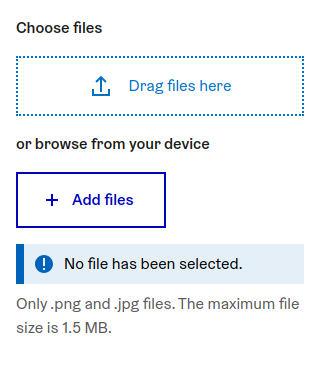 Choose files
Drag files here
or browse from your device
+ Add files
No file has been selected.
Only .png and .jpg files. The maximum file
size is 1.5 MB.